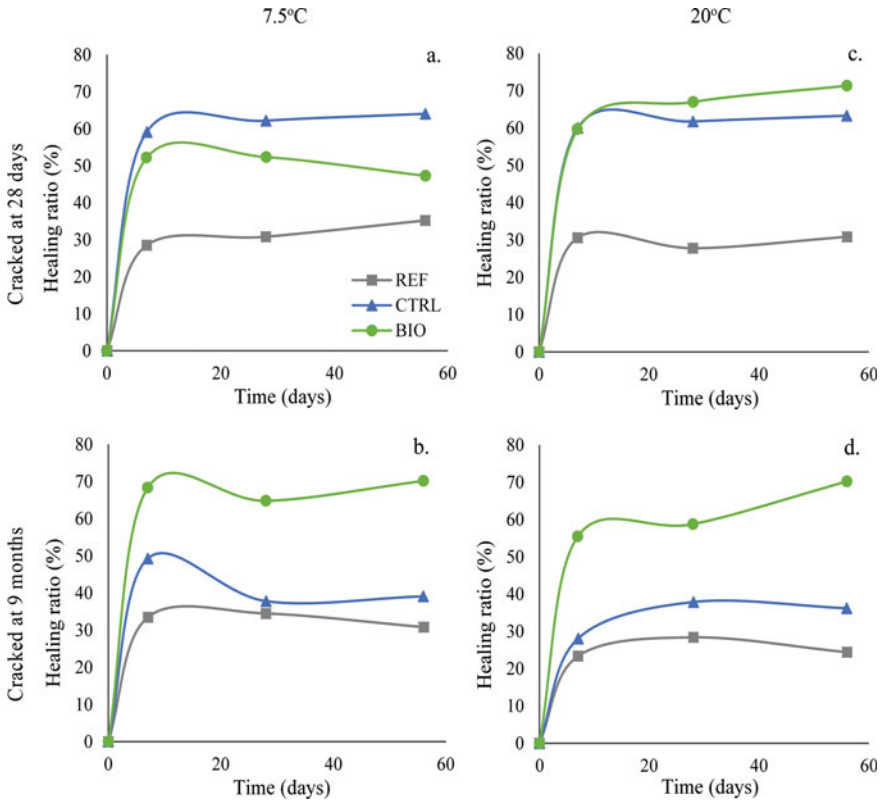 7.5°C
20°C
Cracked at 28 days
Healing ratio (%)
80
70
60
50
40
30
20
10
0
a.
REF
CTRL
BIO
0
20
40
60
Time (days)
Healing ratio (%)
80
70
60
50
40
30
20
10
0
c.
0
20
40
60
Time (days)
Cracked at 9 months
Healing ratio (%)
80
70
60
50
40
30
20
10
0
b.
0
20
40
60
Time (days)
Healing ratio (%)
80
70
60
50
40
30
20
10
0
d.
0
20
40
60
Time (days)